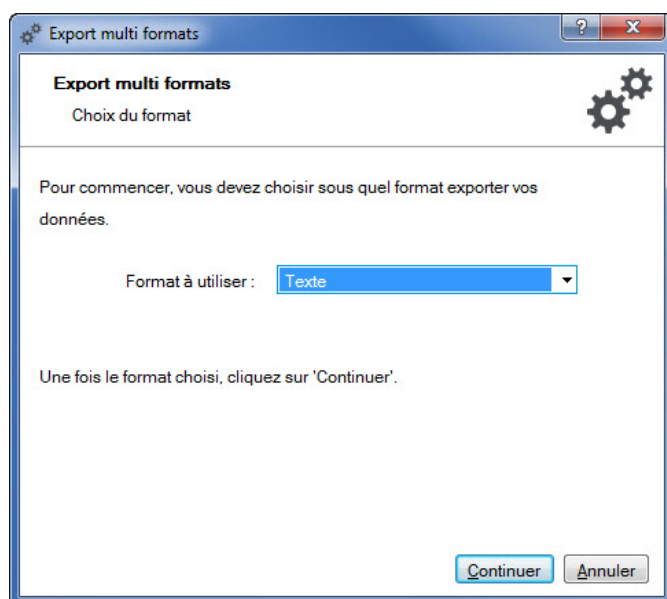 Export multi formats
Export multi formats
Choix du format
Pour commencer, vous devez choisir sous quel format exporter vos
données.
Format à utiliser : Texte
Une fois le format choisi, cliquez sur 'Continuer'.
Continuer Annuler